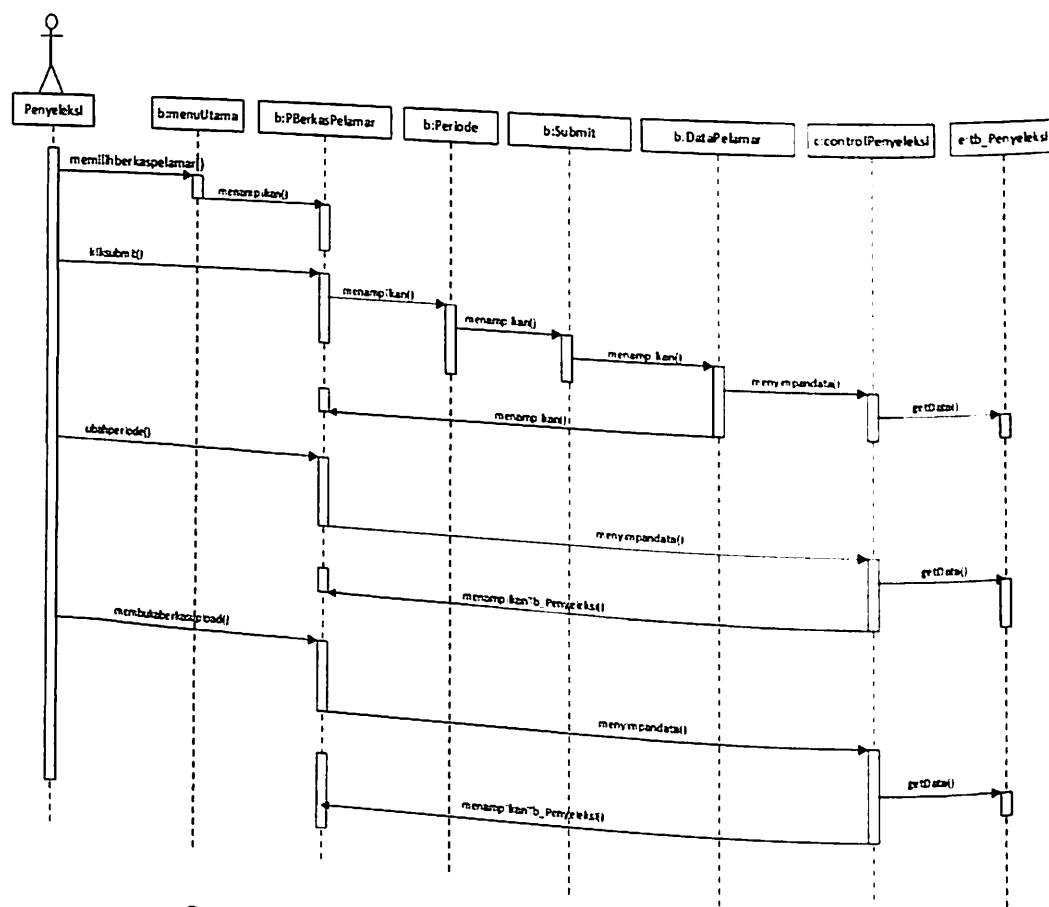 Penyeleksi
b:menuUtama
b:PBerkasPelamar
b:Periode
b:Submit
b:DataPelamar
c:controlPenyeleksi
e:tb_Penyeleksi
memilihberkaspelamar()
menampilkan()
kliksubmit()
menampilkan()
menampilkan()
menampilkan()
menyimpandata()
getData()
menampilkan()
ubahperiode()
menyimpandata()
getData()
menampilkanTb_Penyeleksi()
membukaberkasupload()
menyimpandata()
getData()
menampilkanTb_Penyeleksi()